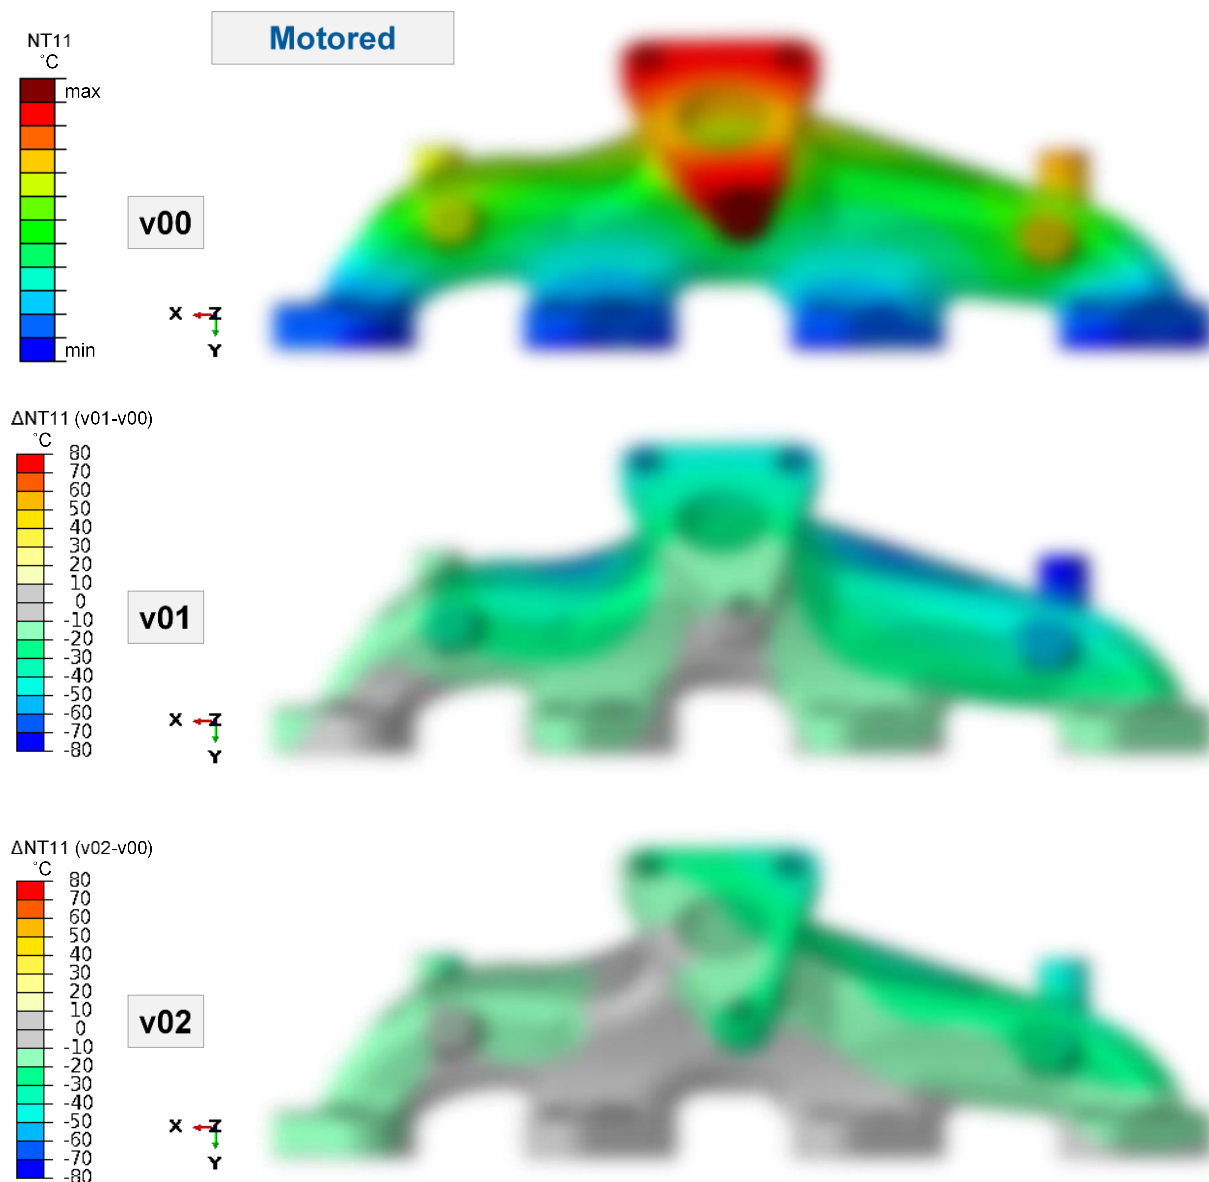 Motored
NT11
°C
max
min
v00
X Z
Y
ΔNT11 (v01-v00)
°C
80
70
60
50
40
30
20
10
0
-10
-20
-30
-40
-50
-60
-70
-80
v01
X Z
Y
ΔNT11 (v02-v00)
°C
80
70
60
50
40
30
20
10
0
-10
-20
-30
-40
-50
-60
-70
-80
v02
X Z
Y